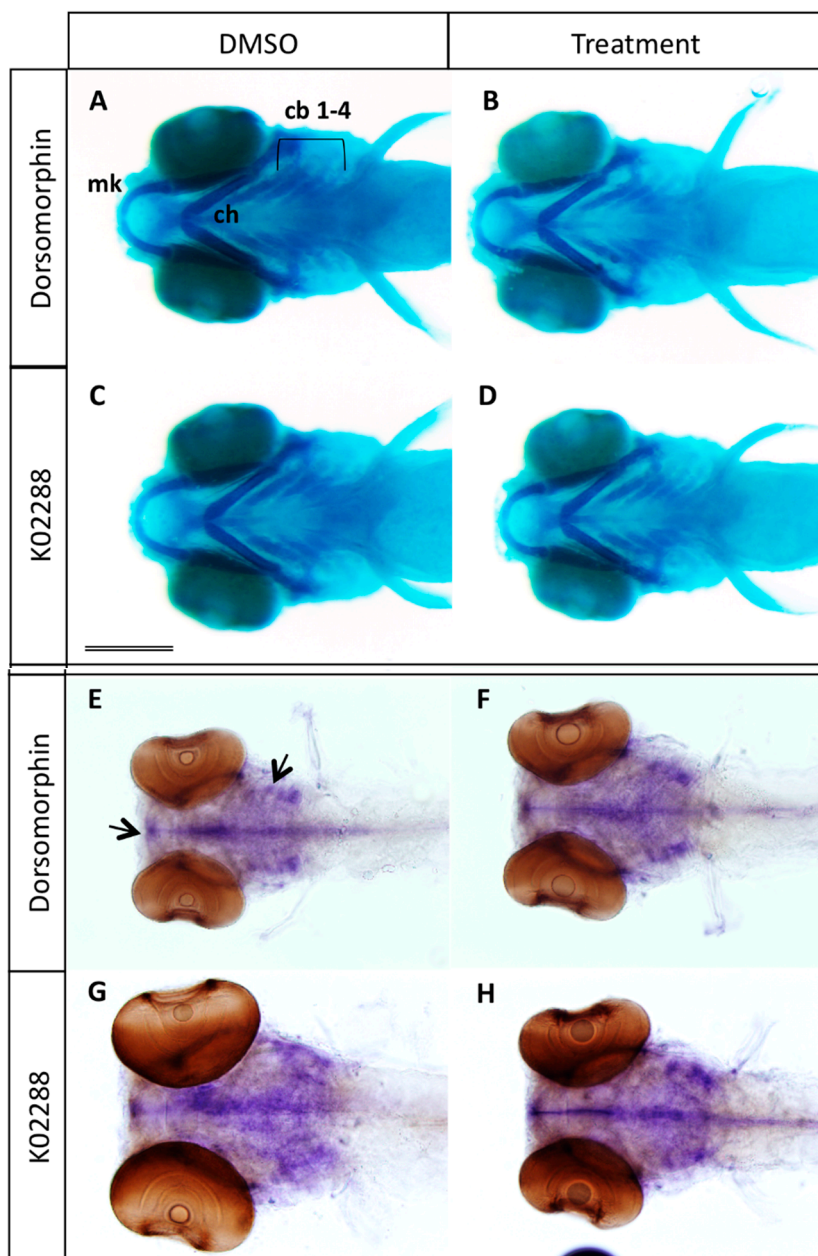 DMSO
Treatment
Dorsomorphin
A
cb 1-4
mk
ch
B
K02288
C
D
Dorsomorphin
E
F
K02288
G
H